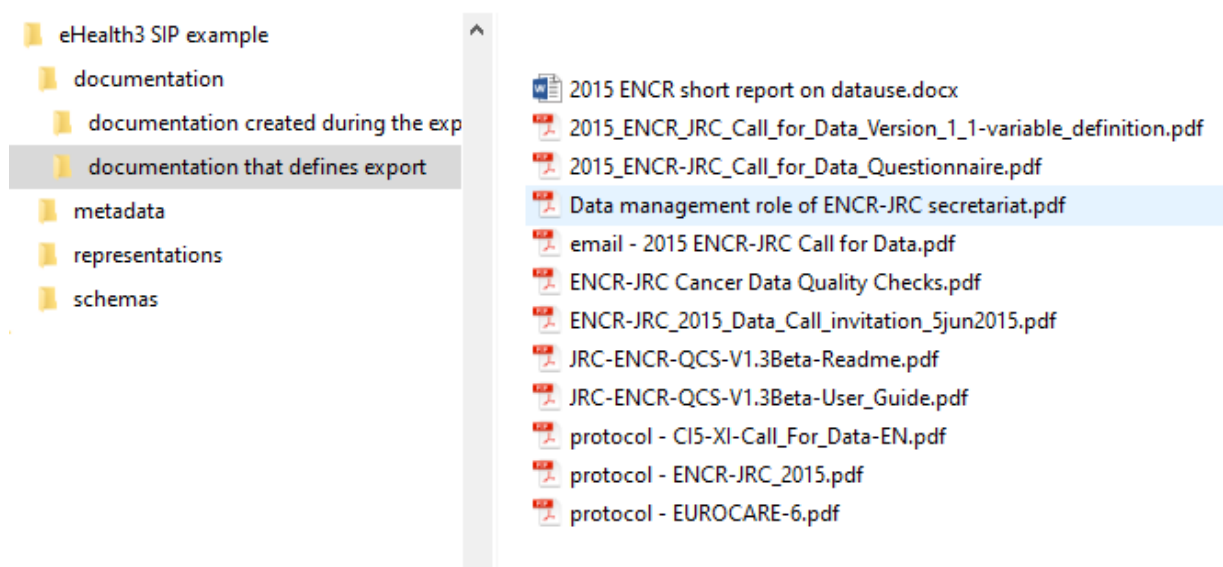 eHealth3 SIP example
documentation
documentation created during the exp
documentation that defines export
metadata
representations
schemas
2015 ENCR short report on datause.docx
2015_ENCR_JRC_Call_for_Data_Version_1_1-variable_definition.pdf
2015_ENCR-JRC_Call_for_Data_Questionnaire.pdf
Data management role of ENCR-JRC secretariat.pdf
email - 2015 ENCR-JRC Call for Data.pdf
ENCR-JRC Cancer Data Quality Checks.pdf
ENCR-JRC_2015_Data_Call_invitation_5jun2015.pdf
JRC-ENCR-QCS-V1.3Beta-Readme.pdf
JRC-ENCR-QCS-V1.3Beta-User_Guide.pdf
protocol - CI5-XI-Call_For_Data-EN.pdf
protocol - ENCR-JRC_2015.pdf
protocol - EUROCARE-6.pdf